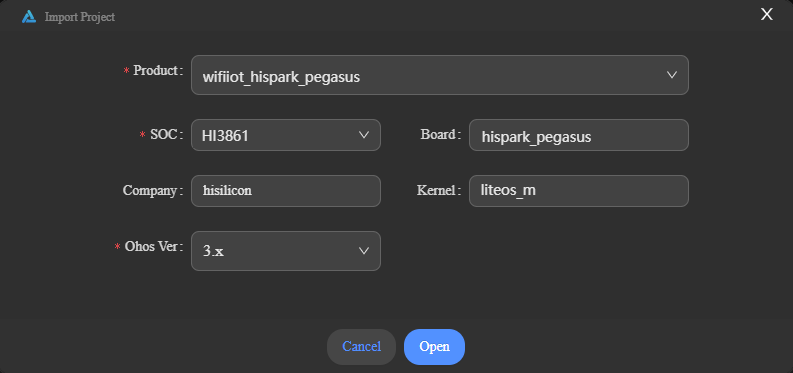 Import Project
X
* Product: wifiiot_hispark_pegasus
* SOC: HI3861 Board: hispark_pegasus
Company: hisilicon Kernel: liteos_m
* Ohos Ver: 3.x
Cancel Open